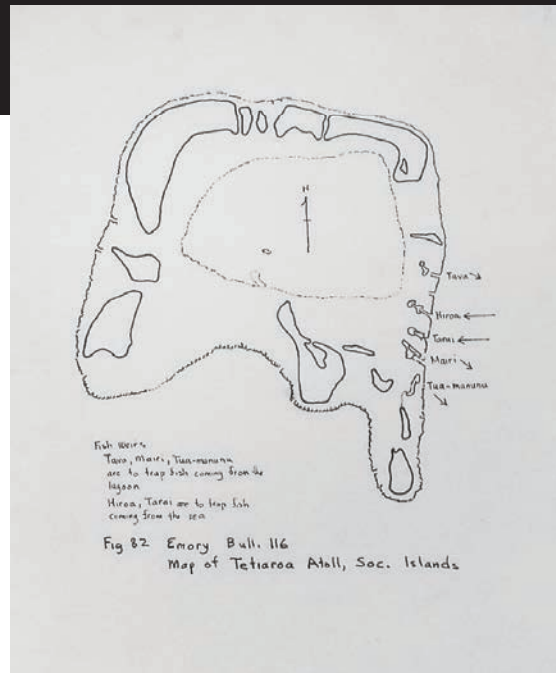 N
Tava
Hiroa
Tarai
Mairi
Tua-manunu
Fish weirs
Tava, Mairi, Tua-manunu
are to trap fish coming from the
lagoon
Hiroa, Tarai are to trap fish
coming from the sea
Fig 82 Emory Bull. 116
Map of Tetiaroa Atoll, Soc. Islands